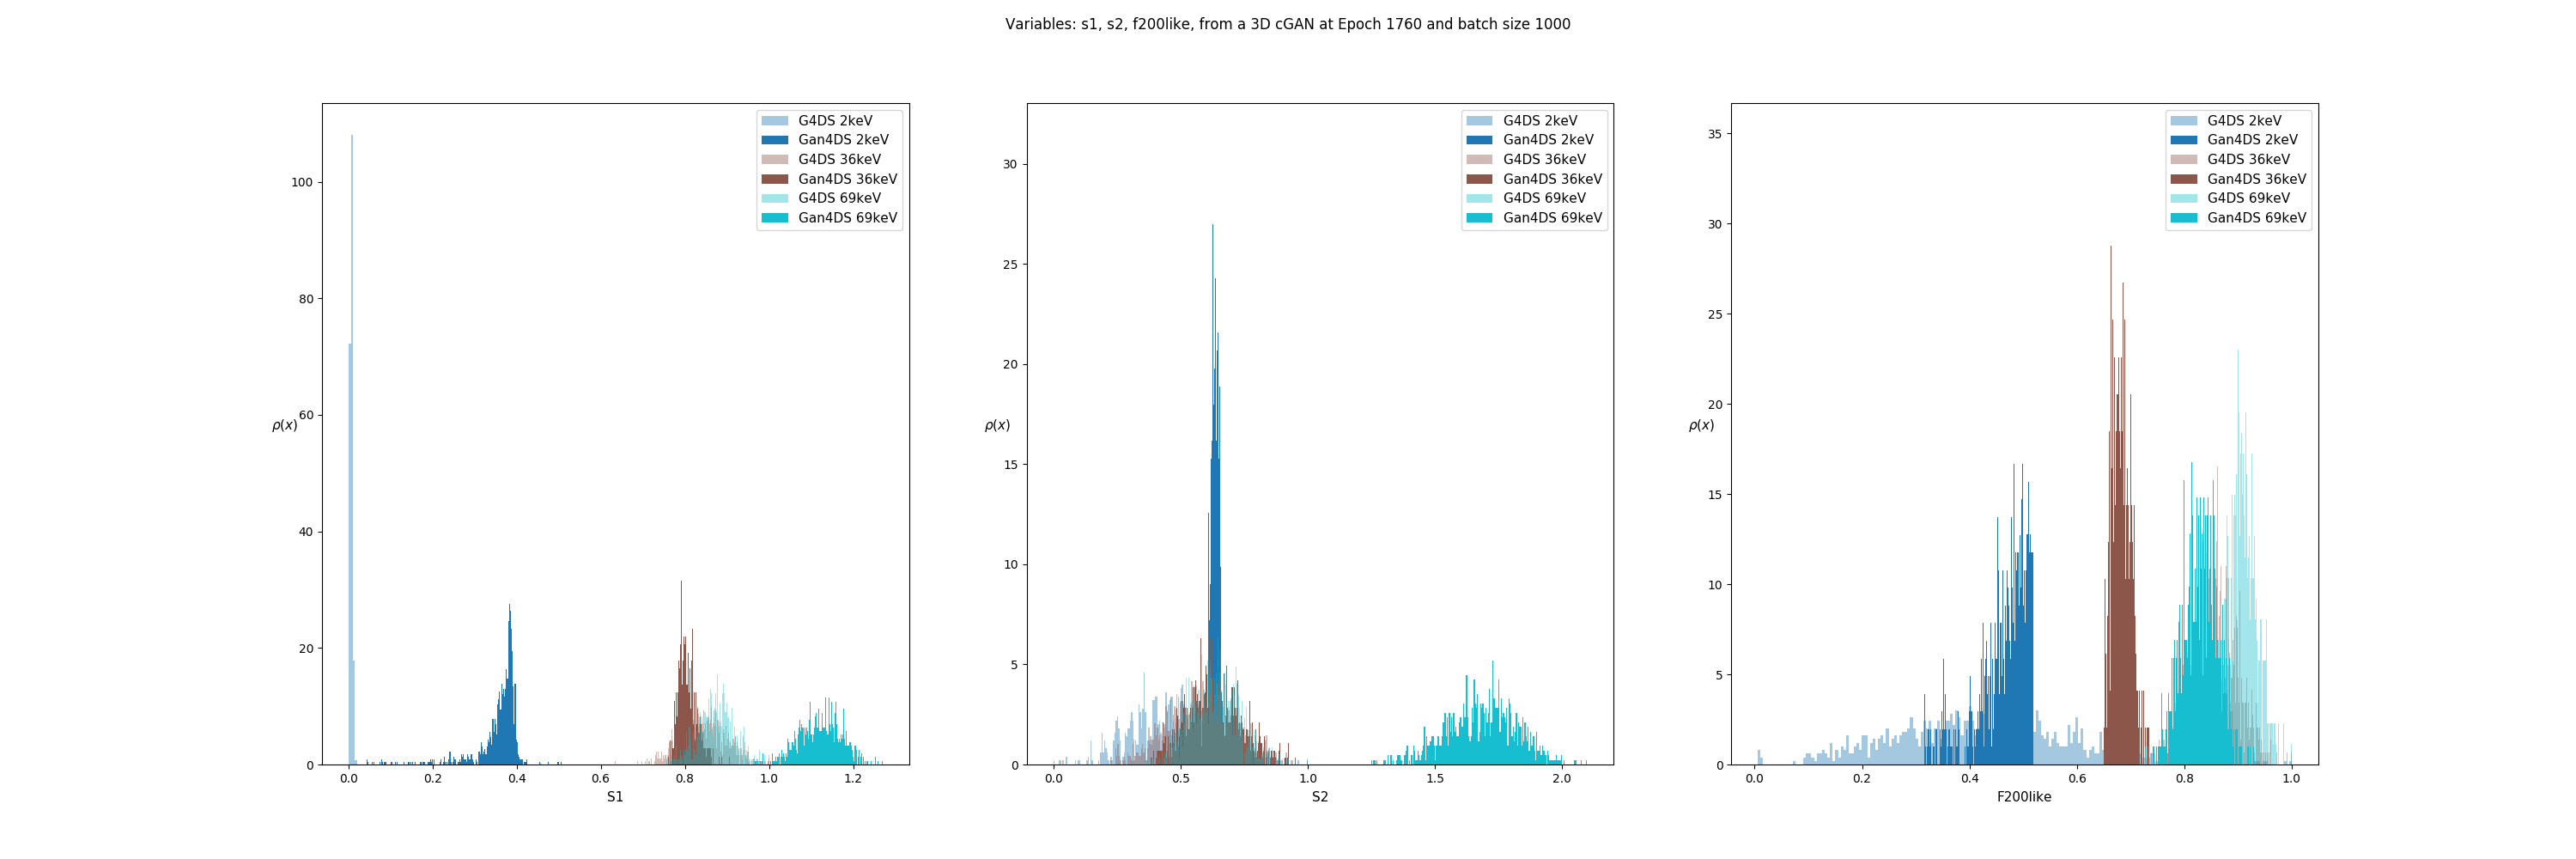 Variables: s1, s2, f200like, from a 3D cGAN at Epoch 1760 and batch size 1000
G4DS 2keV
Gan4DS 2keV
G4DS 36keV
Gan4DS 36keV
G4DS 69keV
Gan4DS 69keV
100
80
60
40
20
0
ρ(x)
0.0 0.2 0.4 0.6 0.8 1.0 1.2
S1
G4DS 2keV
Gan4DS 2keV
G4DS 36keV
Gan4DS 36keV
G4DS 69keV
Gan4DS 69keV
30
25
20
15
10
5
0
ρ(x)
0.0 0.5 1.0 1.5 2.0
S2
G4DS 2keV
Gan4DS 2keV
G4DS 36keV
Gan4DS 36keV
G4DS 69keV
Gan4DS 69keV
35
30
25
20
15
10
5
0
ρ(x)
0.0 0.2 0.4 0.6 0.8 1.0
F200like